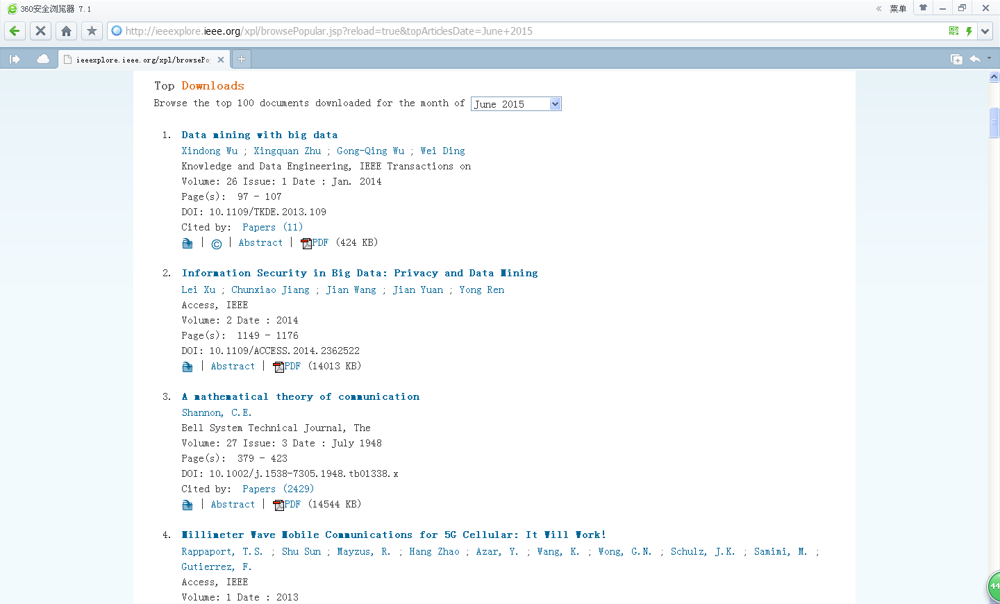 360安全浏览器 7.1
« 菜单
http://ieeexplore.ieee.org/xpl/browsePopular.jsp?reload=true&topArticlesDate=June+2015
ieeexplore.ieee.org/xpl/browsePo
Top Downloads
Browse the top 100 documents downloaded for the month of June 2015
1. Data mining with big data
Xindong Wu ; Xingquan Zhu ; Gong-Qing Wu ; Wei Ding
Knowledge and Data Engineering, IEEE Transactions on
Volume: 26 Issue: 1 Date : Jan. 2014
Page(s): 97 - 107
DOI: 10.1109/TKDE.2013.109
Cited by: Papers (11)
| © | Abstract | PDF (424 KB)
2. Information Security in Big Data: Privacy and Data Mining
Lei Xu ; Chunxiao Jiang ; Jian Wang ; Jian Yuan ; Yong Ren
Access, IEEE
Volume: 2 Date : 2014
Page(s): 1149 - 1176
DOI: 10.1109/ACCESS.2014.2362522
| Abstract | PDF (14013 KB)
3. A mathematical theory of communication
Shannon, C.E.
Bell System Technical Journal, The
Volume: 27 Issue: 3 Date : July 1948
Page(s): 379 - 423
DOI: 10.1002/j.1538-7305.1948.tb01338.x
Cited by: Papers (2429)
| Abstract | PDF (14544 KB)
4. Millimeter Wave Mobile Communications for 5G Cellular: It Will Work!
Rappaport, T.S. ; Shu Sun ; Mayzus, R. ; Hang Zhao ; Azar, Y. ; Wang, K. ; Wong, G.N. ; Schulz, J.K. ; Samimi, M. ;
Gutierrez, F.
Access, IEEE
Volume: 1 Date : 2013
44